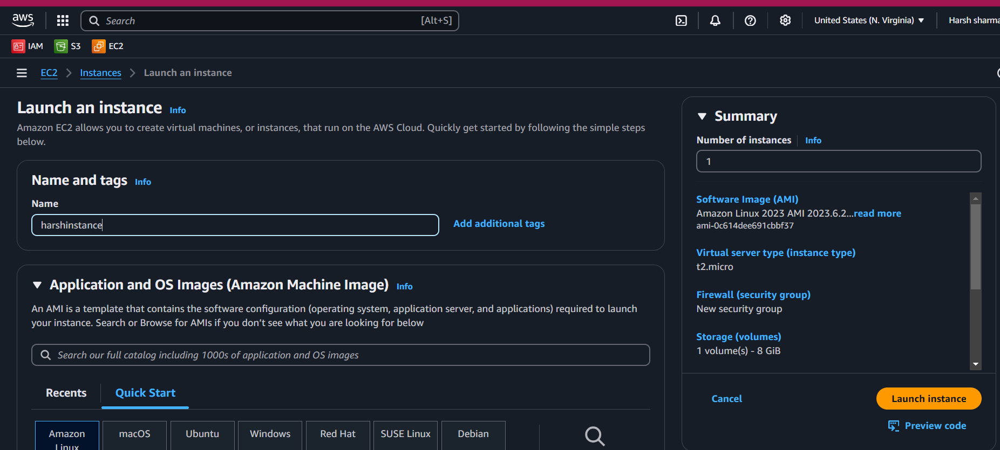 aws
Search
[Alt+S]
United States (N. Virginia)
Harsh sharma
IAM
S3
EC2
EC2
Instances
Launch an instance
Launch an instance
Info
Amazon EC2 allows you to create virtual machines, or instances, that run on the AWS Cloud. Quickly get started by following the simple steps
below.
Name and tags
Info
Name
harshinstance
Add additional tags
Application and OS Images (Amazon Machine Image)
Info
An AMI is a template that contains the software configuration (operating system, application server, and applications) required to launch
your instance. Search or Browse for AMIs if you don’t see what you are looking for below
Search our full catalog including 1000s of application and OS images
Recents
Quick Start
Amazon
Linux
macOS
Ubuntu
Windows
Red Hat
SUSE Linux
Debian
Summary
Number of instances
Info
1
Software Image (AMI)
Amazon Linux 2023 AMI 2023.6.2...read more
ami-0c614dee691cbbf37
Virtual server type (instance type)
t2.micro
Firewall (security group)
New security group
Storage (volumes)
1 volume(s) - 8 GiB
Cancel
Launch instance
Preview code